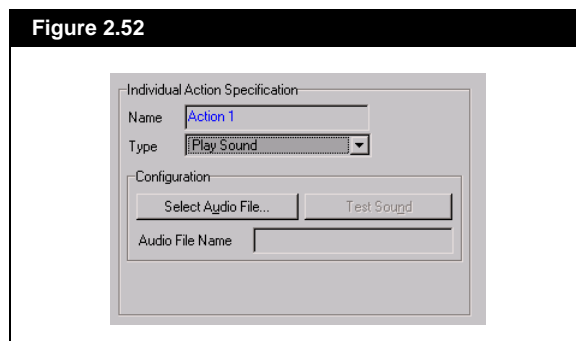 Figure 2.52
Individual Action Specification
Name Action 1
Type Play Sound
Configuration
Select Audio File... Test Sound
Audio File Name